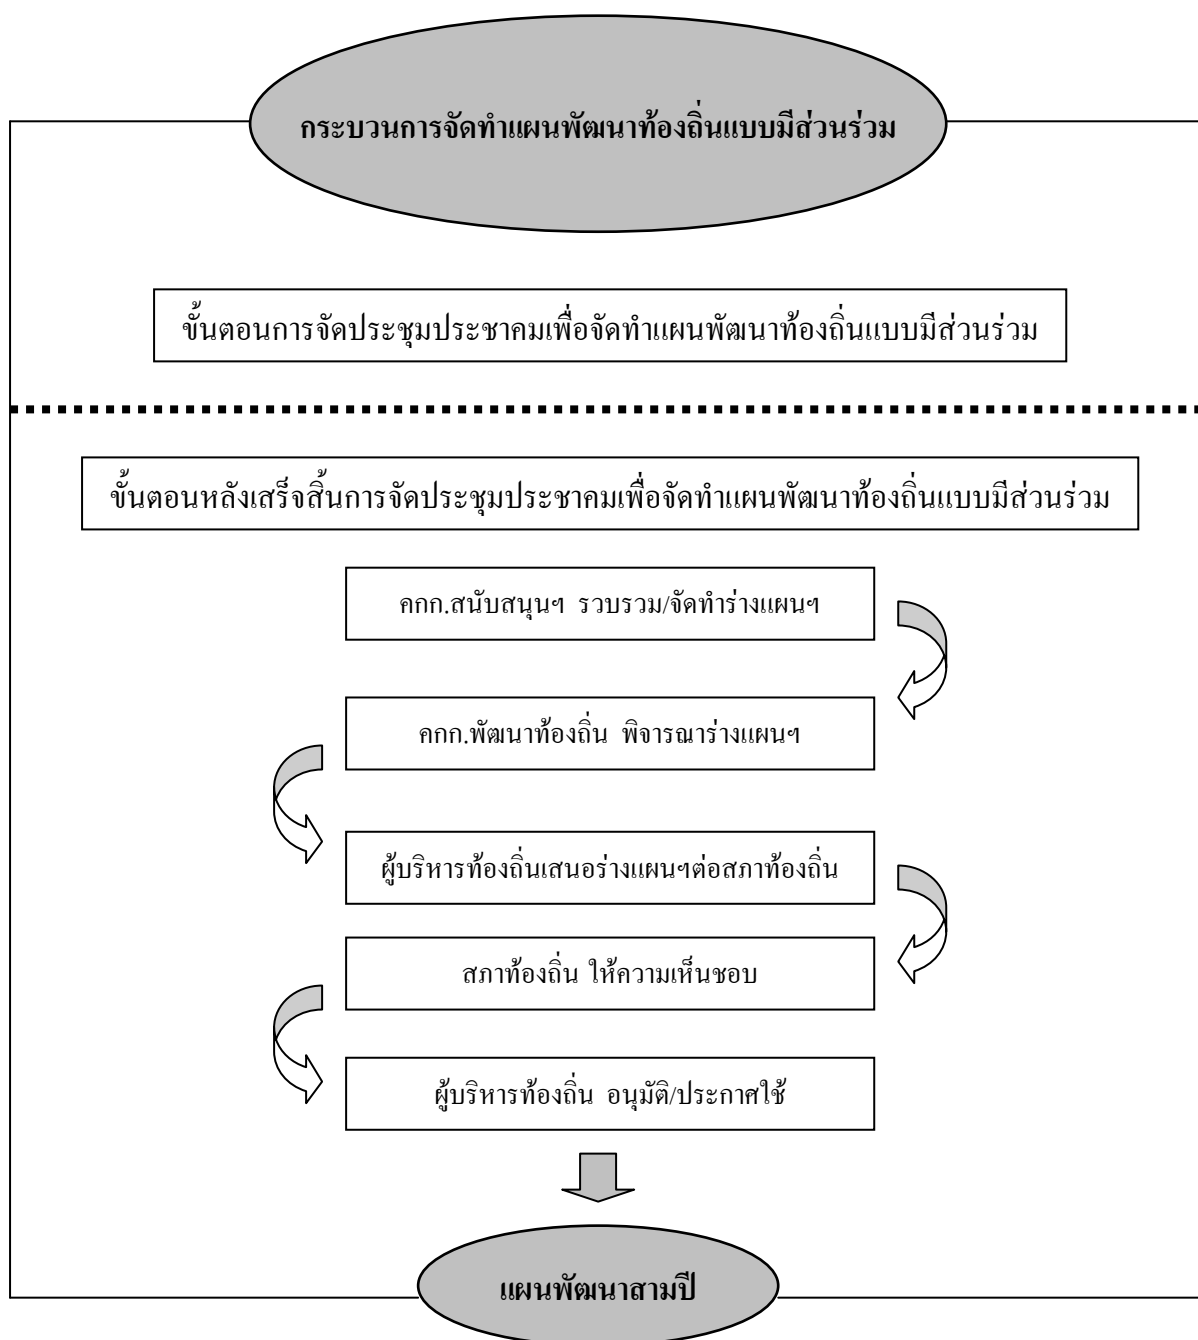 กระบวนการจัดทำแผนพัฒนาท้องถิ่นแบบมีส่วนร่วม
ขั้นตอนการจัดประชุมประชาคมเพื่อจัดทำแผนพัฒนาท้องถิ่นแบบมีส่วนร่วม
ขั้นตอนหลังเสร็จสิ้นการจัดประชุมประชาคมเพื่อจัดทำแผนพัฒนาท้องถิ่นแบบมีส่วนร่วม
คกก.สนับสนุนฯ รวบรวม/จัดทำร่างแผนฯ
คกก.พัฒนาท้องถิ่น พิจารณาร่างแผนฯ
ผู้บริหารท้องถิ่นเสนอร่างแผนฯต่อสภาท้องถิ่น
สภาท้องถิ่น ให้ความเห็นชอบ
ผู้บริหารท้องถิ่น อนุมัติ/ประกาศใช้
แผนพัฒนาสามปี